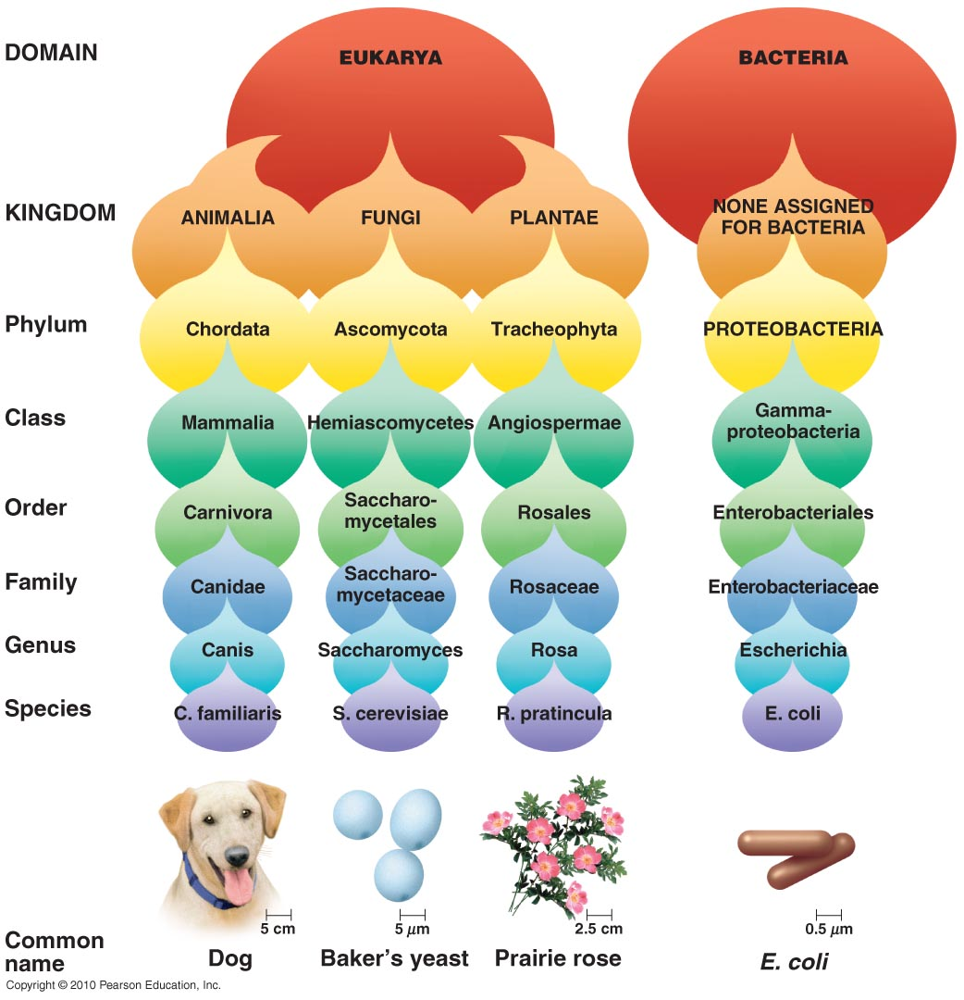 DOMAIN
EUKARYA
BACTERIA
KINGDOM
ANIMALIA
FUNGI
PLANTAE
NONE ASSIGNED
FOR BACTERIA
Phylum
Chordata
Ascomycota
Tracheophyta
PROTEOBACTERIA
Class
Mammalia
Hemiascomycetes
Angiospermae
Gamma-
proteobacteria
Order
Carnivora
Saccharo-
mycetales
Rosales
Enterobacteriales
Family
Canidae
Saccharo-
mycetaceae
Rosaceae
Enterobacteriaceae
Genus
Canis
Saccharomyces
Rosa
Escherichia
Species
C. familiaris
S. cerevisiae
R. pratincula
E. coli
5 cm
5 μm
2.5 cm
0.5 μm
Common
name
Dog
Baker's yeast
Prairie rose
E. coli
Copyright © 2010 Pearson Education, Inc.